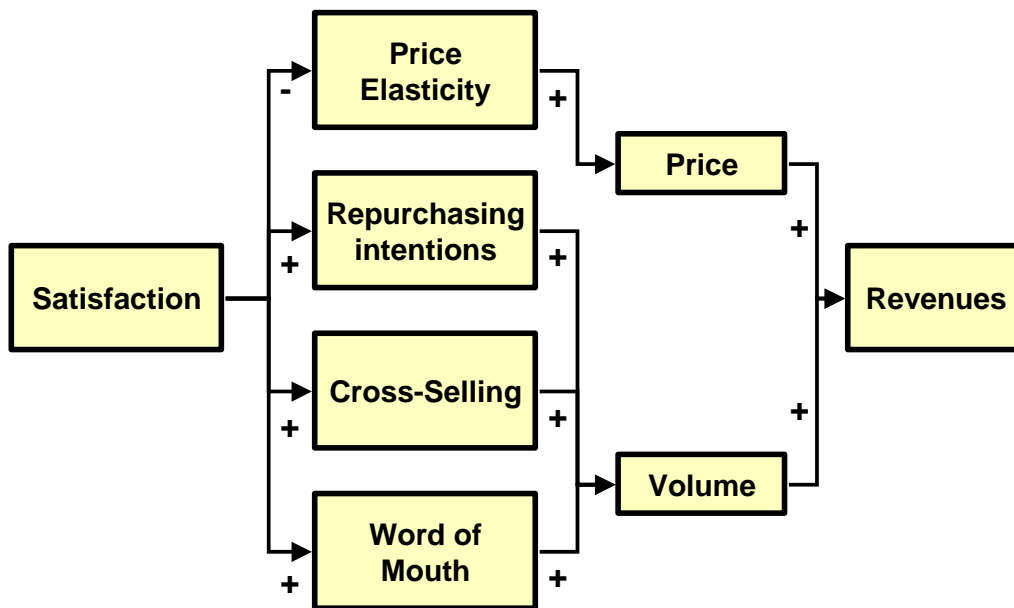 Price
Elasticity
-
+
Price
Repurchasing
intentions
+
+
+
Satisfaction
Revenues
Cross-Selling
+
+
+
Volume
Word of
Mouth
+
+